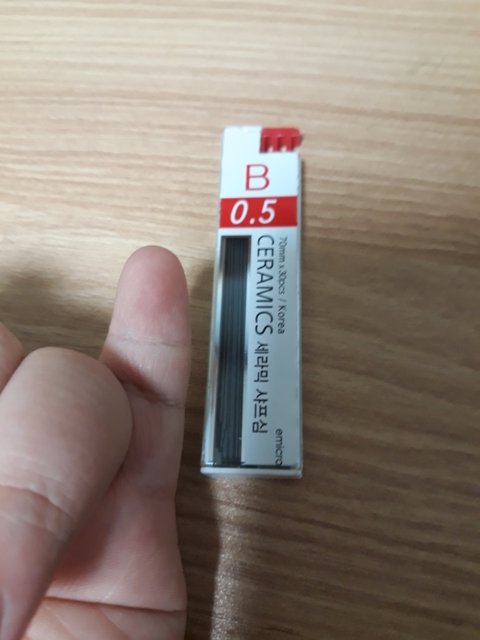 B
0.5
70mm x 30pcs / Korea
CERAMICS 세라믹 샤프심
emicro